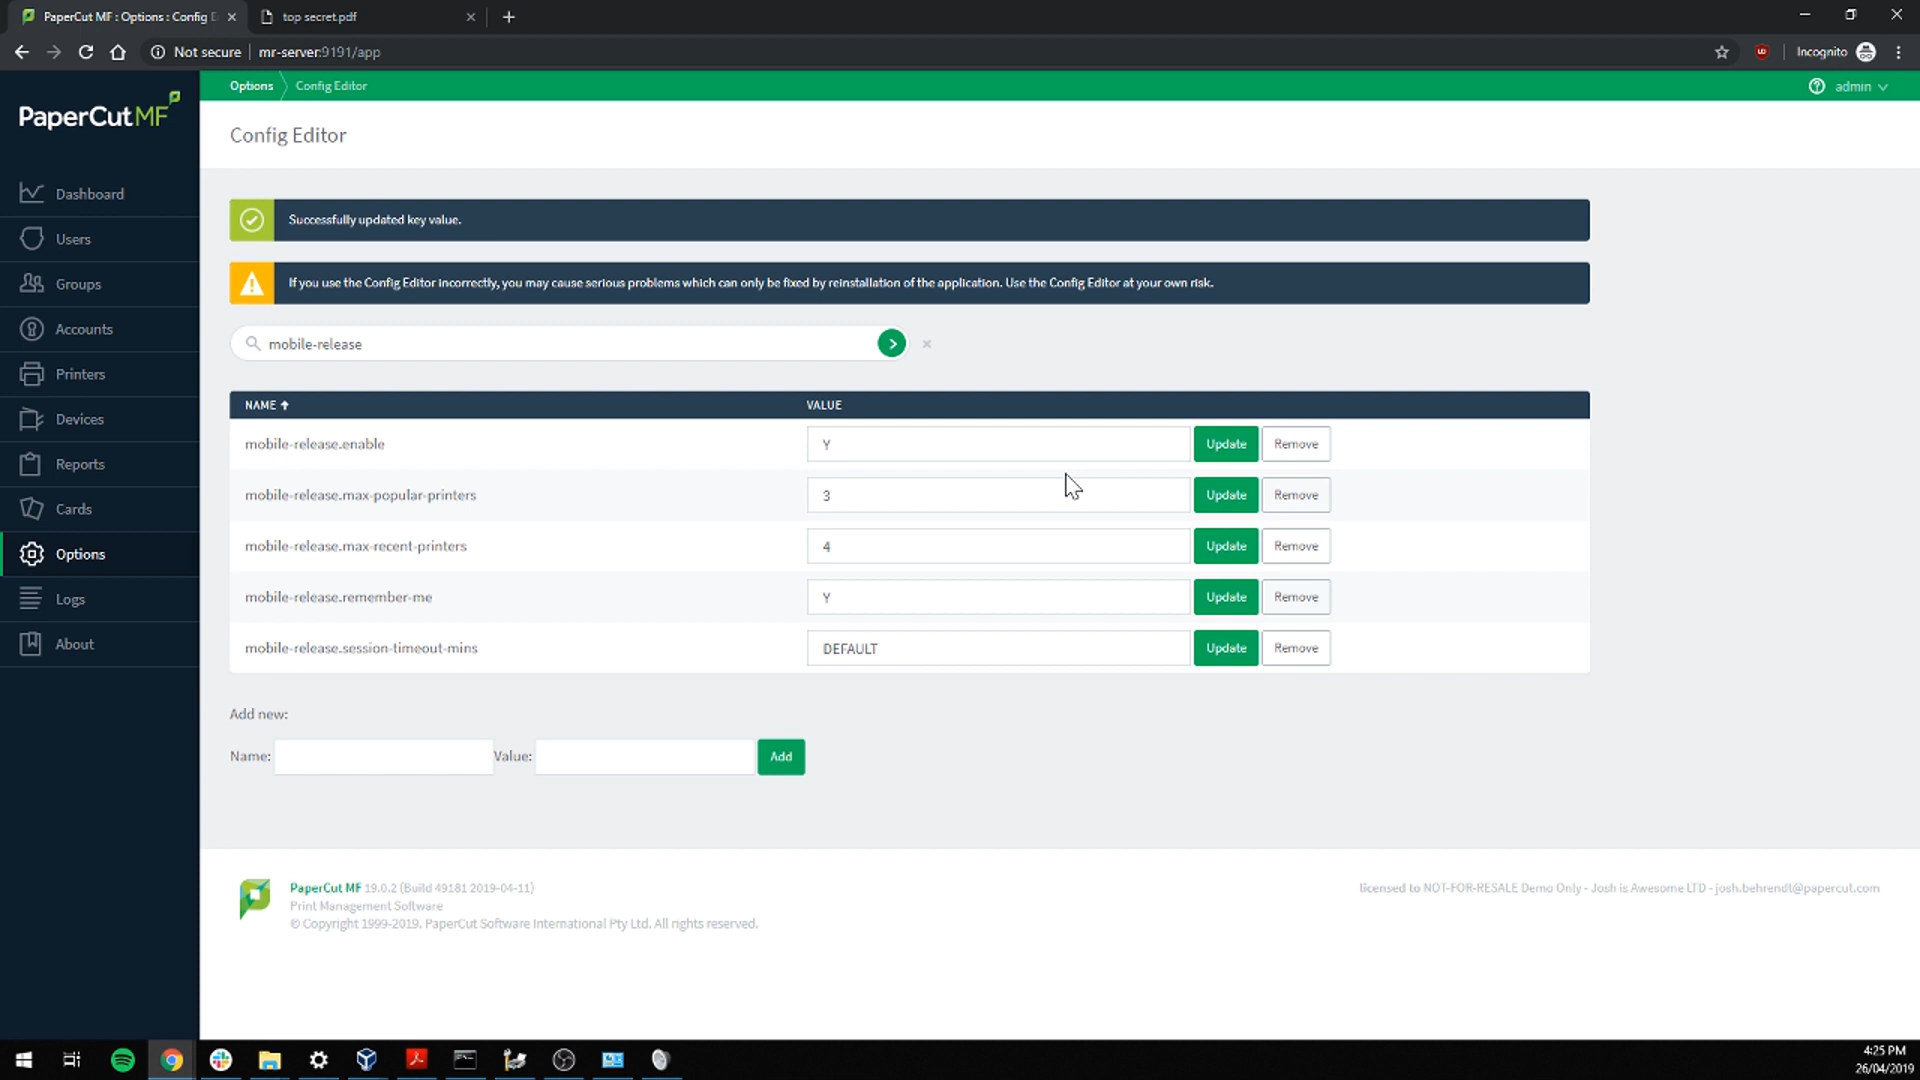 PaperCut MF : Options : Config E
top secret.pdf
Not secure
mr-server:9191/app
Incognito
PaperCut MF
Options
Config Editor
admin
Config Editor
Dashboard
Users
Groups
Accounts
Printers
Devices
Reports
Cards
Options
Logs
About
Successfully updated key value.
If you use the Config Editor incorrectly, you may cause serious problems which can only be fixed by reinstallation of the application. Use the Config Editor at your own risk.
mobile-release
NAME VALUE
mobile-release.enable Y Update Remove
mobile-release.max-popular-printers 3 Update Remove
mobile-release.max-recent-printers 4 Update Remove
mobile-release.remember-me Y Update Remove
mobile-release.session-timeout-mins DEFAULT Update Remove
Add new:
Name: Value: Add
PaperCut MF 19.0.2 (Build 49181 2019-04-11)
Print Management Software
© Copyright 1999-2019. PaperCut Software International Pty Ltd. All rights reserved.
licensed to NOT-FOR-RESALE Demo Only - Josh is Awesome LTD - josh.behrendt@papercut.com
4:25 PM
26/04/2019